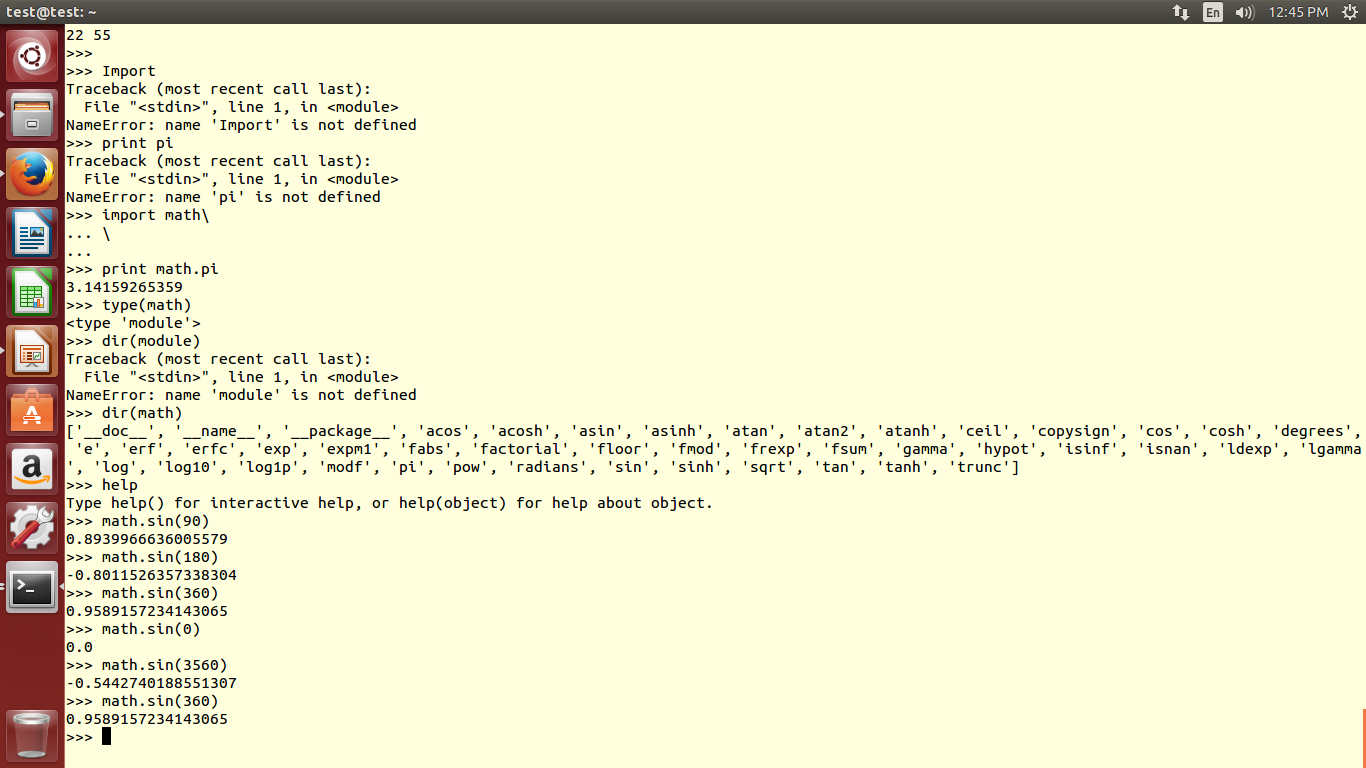 test@test: ~
En
12:45 PM
22 55
>>>
>>> Import
Traceback (most recent call last):
  File "<stdin>", line 1, in <module>
NameError: name 'Import' is not defined
>>> print pi
Traceback (most recent call last):
  File "<stdin>", line 1, in <module>
NameError: name 'pi' is not defined
>>> import math\
... \
...
>>> print math.pi
3.14159265359
>>> type(math)
<type 'module'>
>>> dir(module)
Traceback (most recent call last):
  File "<stdin>", line 1, in <module>
NameError: name 'module' is not defined
>>> dir(math)
['__doc__', '__name__', '__package__', 'acos', 'acosh', 'asin', 'asinh', 'atan', 'atan2', 'atanh', 'ceil', 'copysign', 'cos', 'cosh', 'degrees',
 'e', 'erf', 'erfc', 'exp', 'expm1', 'fabs', 'factorial', 'floor', 'fmod', 'frexp', 'fsum', 'gamma', 'hypot', 'isinf', 'isnan', 'ldexp', 'lgamma
', 'log', 'log10', 'log1p', 'modf', 'pi', 'pow', 'radians', 'sin', 'sinh', 'sqrt', 'tan', 'tanh', 'trunc']
>>> help
Type help() for interactive help, or help(object) for help about object.
>>> math.sin(90)
0.8939966636005579
>>> math.sin(180)
-0.8011526357338304
>>> math.sin(360)
0.9589157234143065
>>> math.sin(0)
0.0
>>> math.sin(3560)
-0.5442740188551307
>>> math.sin(360)
0.9589157234143065
>>>